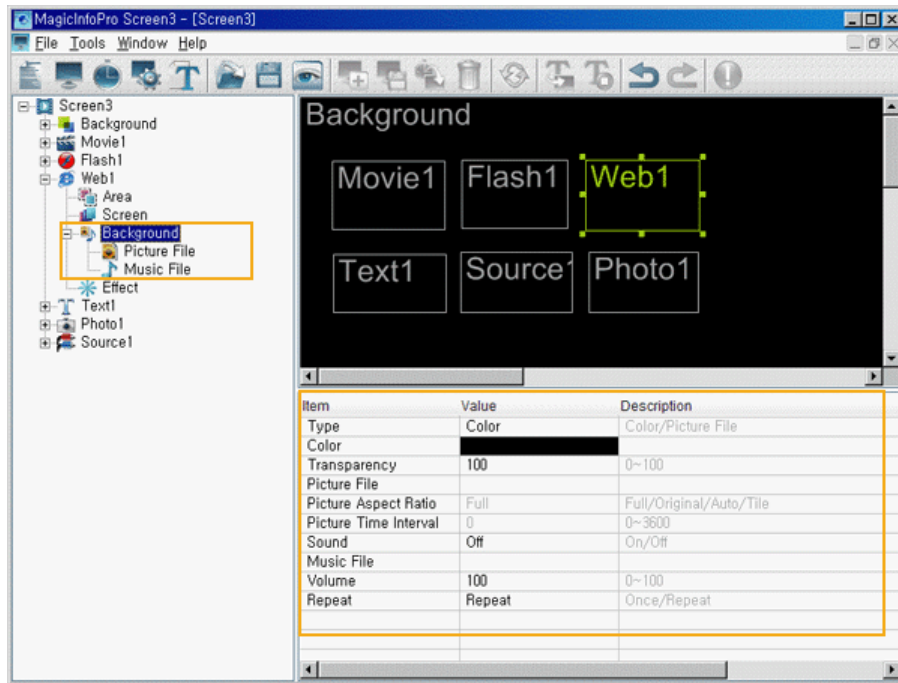 MagicInfoPro Screen3 - [Screen3]
File Tools Window Help
Screen3
Background
Movie1
Flash1
Web1
Area
Screen
Background
Picture File
Music File
Effect
Text1
Photo1
Source1
Background
Movie1 Flash1 Web1
Text1 Source1 Photo1
Item Value Description
Type Color Color/Picture File
Color
Transparency 100 0~100
Picture File
Picture Aspect Ratio Full Full/Original/Auto/Tile
Picture Time Interval 0 0~3600
Sound Off On/Off
Music File
Volume 100 0~100
Repeat Repeat Once/Repeat